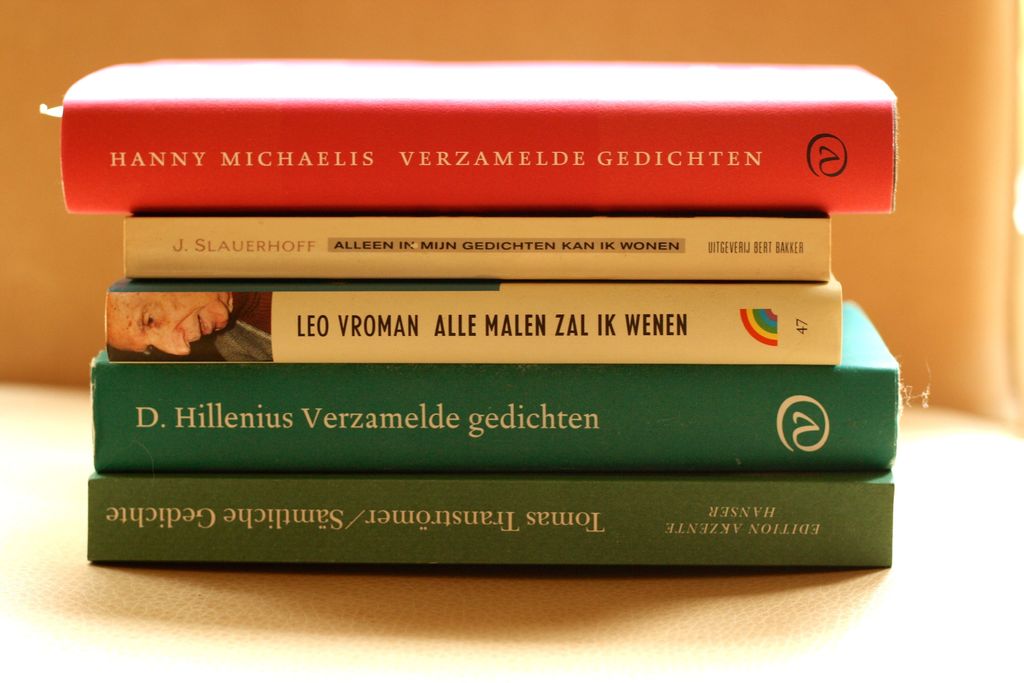 HANNY MICHAELIS VERZAMELDE GEDICHTEN
J. SLAUERHOFF ALLEEN IN MIJN GEDICHTEN KAN IK WONEN UITGEVERIJ BERT BAKKER
LEO VROMAN ALLE MALEN ZAL IK WENEN 47
D. Hillenius Verzamelde gedichten
Tomas Tranströmer/Sämtliche Gedichte
EDITION AKZENTE
HANSER